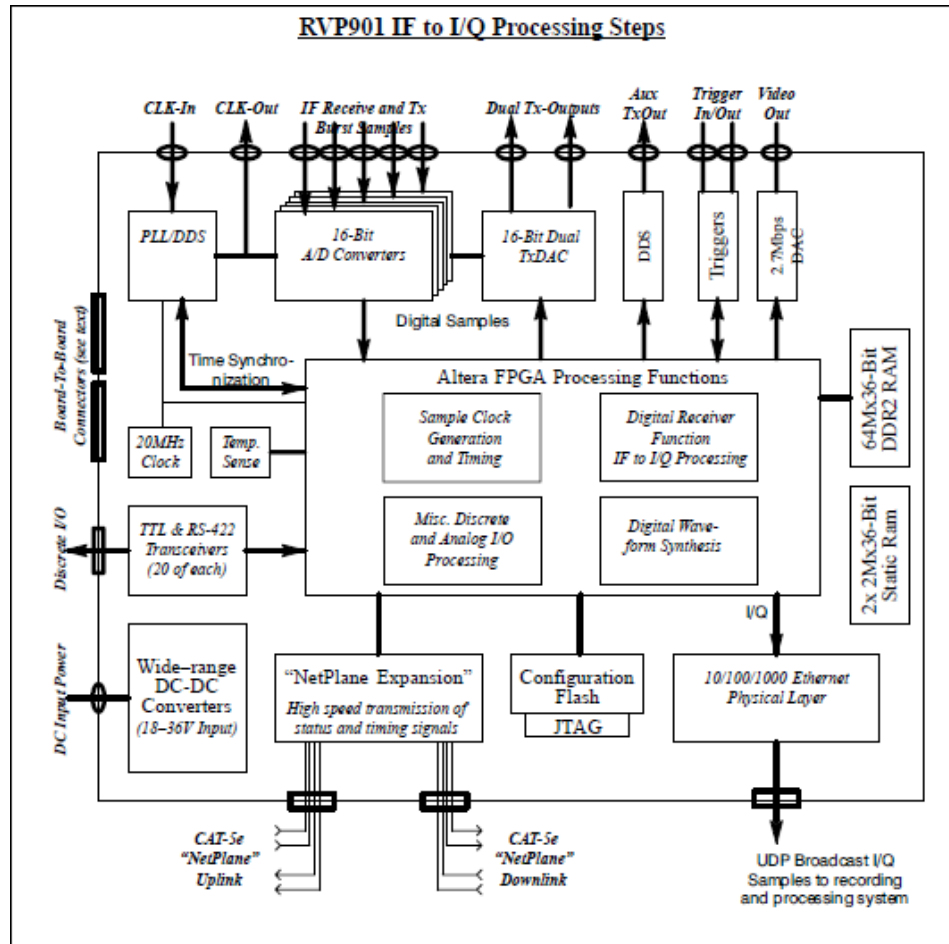 RVP901 IF to I/Q Processing Steps
CLK-In
CLK-Out
IF Receive and Tx
Burst Samples
Dual Tx-Outputs
Aux
TxOut
Trigger
In/Out
Video
Out
PLL/DDS
16-Bit
A/D Converters
16-Bit Dual
TxDAC
DDS
Triggers
2.7Mbps
DAC
Digital Samples
Board-To-Board
Connectors (see text)
Time Synchro-
nization
Altera FPGA Processing Functions
Sample Clock
Generation
and Timing
Digital Receiver
Function
IF to I/Q Processing
64Mx36-Bit
DDR2 RAM
20MHz
Clock
Temp.
Sense
Misc. Discrete
and Analog I/O
Processing
Digital Wave-
form Synthesis
2x 2Mx36-Bit
Static Ram
Discrete I/O
TTL & RS-422
Transceivers
(20 of each)
I/Q
DC Input Power
Wide–range
DC-DC
Converters
(18–36V Input)
“NetPlane Expansion”
High speed transmission of
status and timing signals
Configuration
Flash
JTAG
10/100/1000 Ethernet
Physical Layer
CAT-5e
“NetPlane”
Uplink
CAT-5e
“NetPlane”
Downlink
UDP Broadcast I/Q
Samples to recording
and processing system